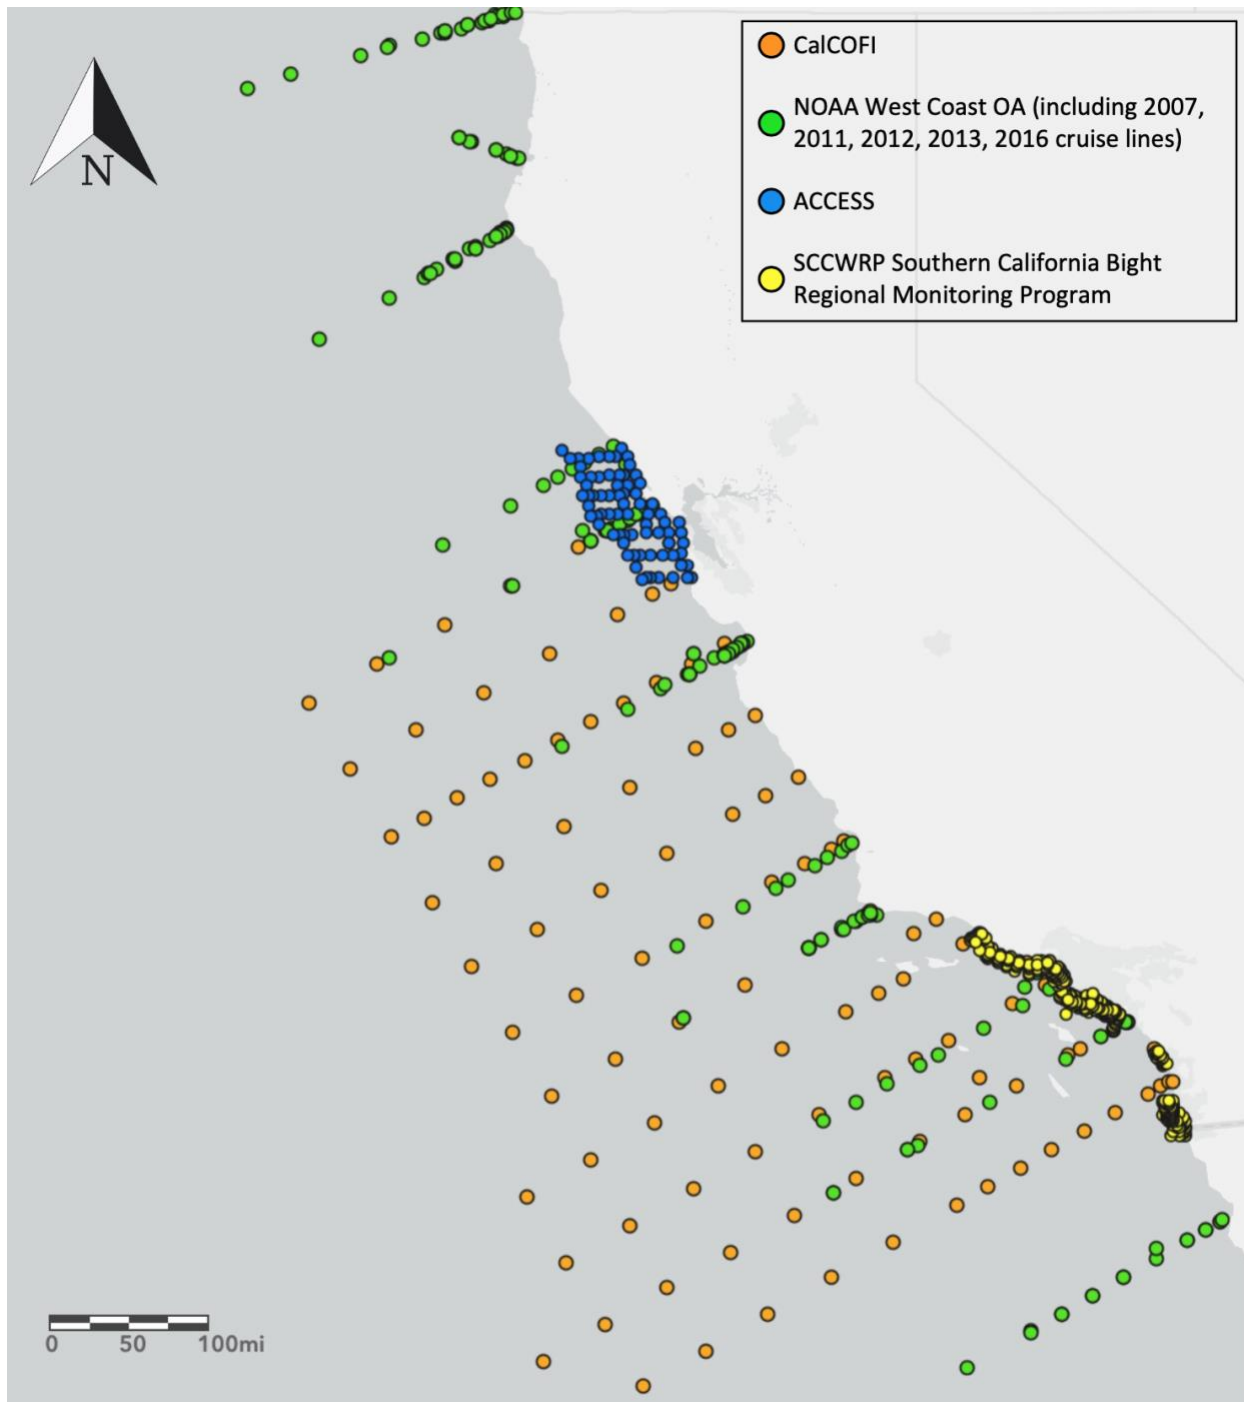 N
CalCOFI
NOAA West Coast OA (including 2007,
2011, 2012, 2013, 2016 cruise lines)
ACCESS
SCCWRP Southern California Bight
Regional Monitoring Program
0 50 100mi